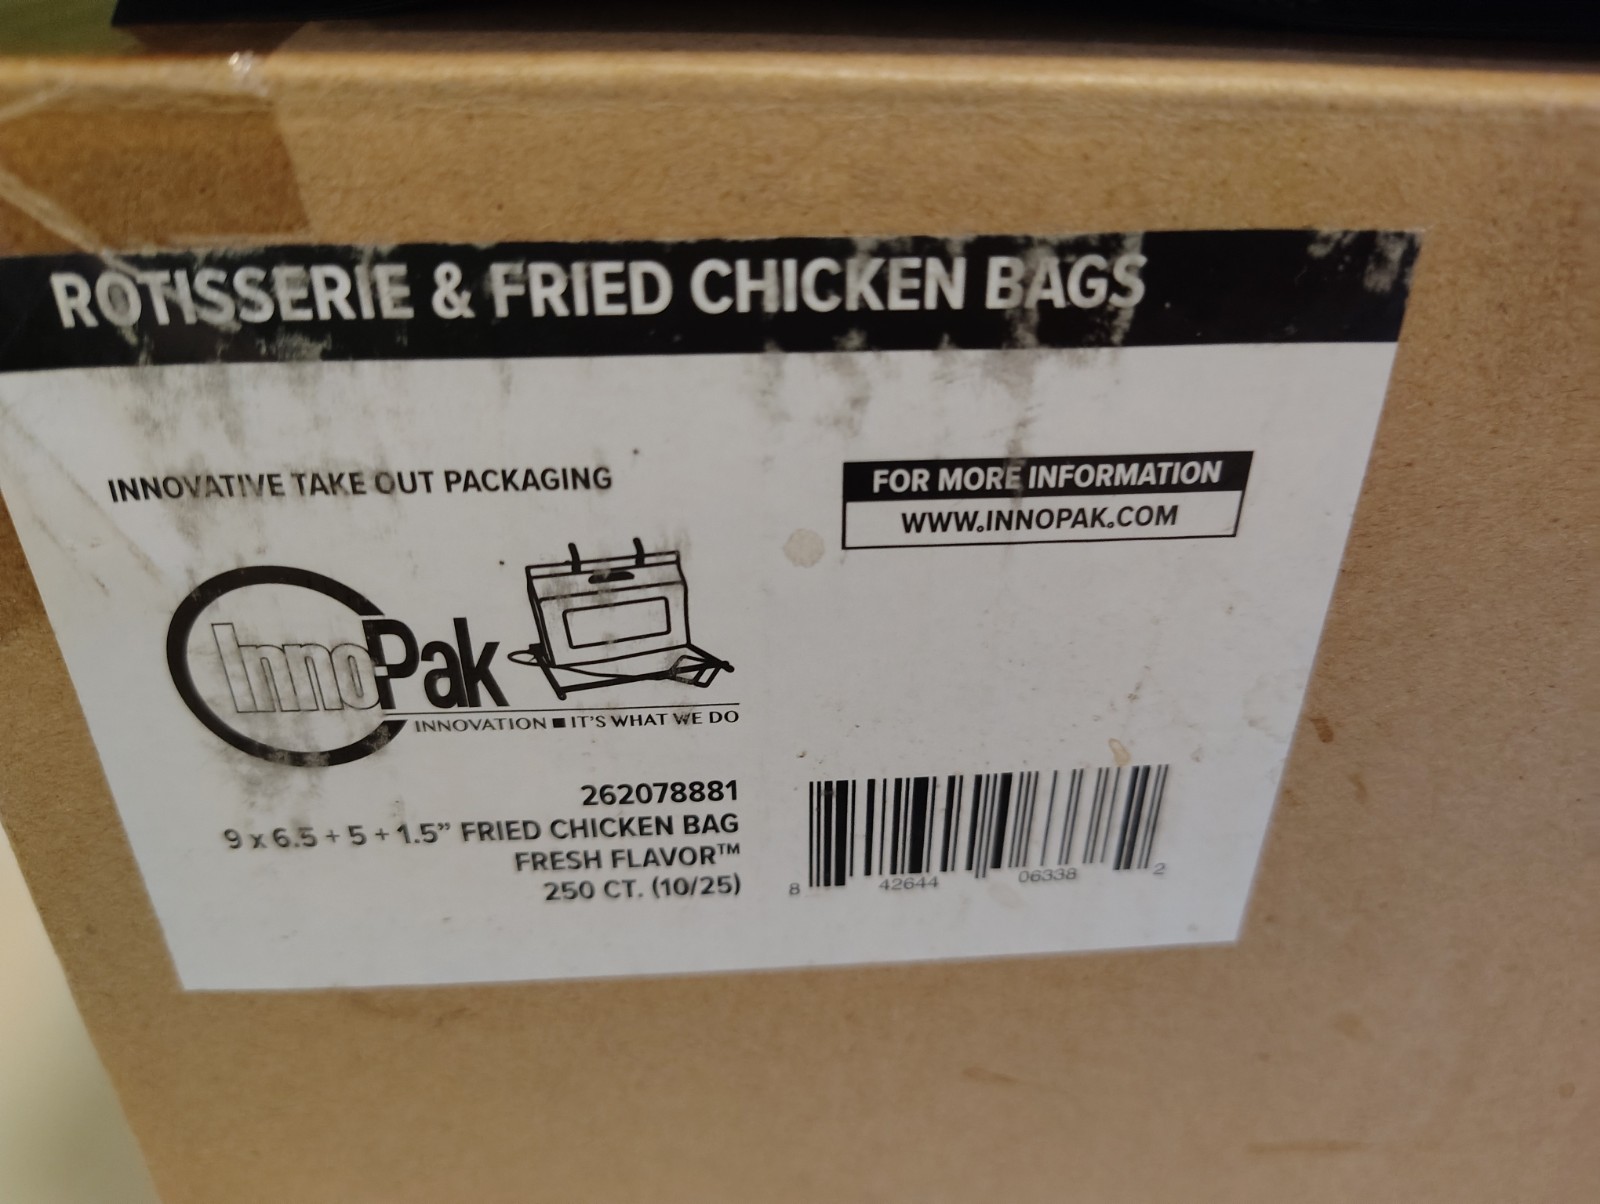 ROTISSERIE & FRIED CHICKEN BAGS
INNOVATIVE TAKE OUT PACKAGING
FOR MORE INFORMATION
WWW.INNOPAK.COM
InnoPak
INNOVATION ■ IT'S WHAT WE DO
262078881
9 x 6.5 + 5 + 1.5” FRIED CHICKEN BAG
FRESH FLAVOR™
250 CT. (10/25)
8 42644 06338 2